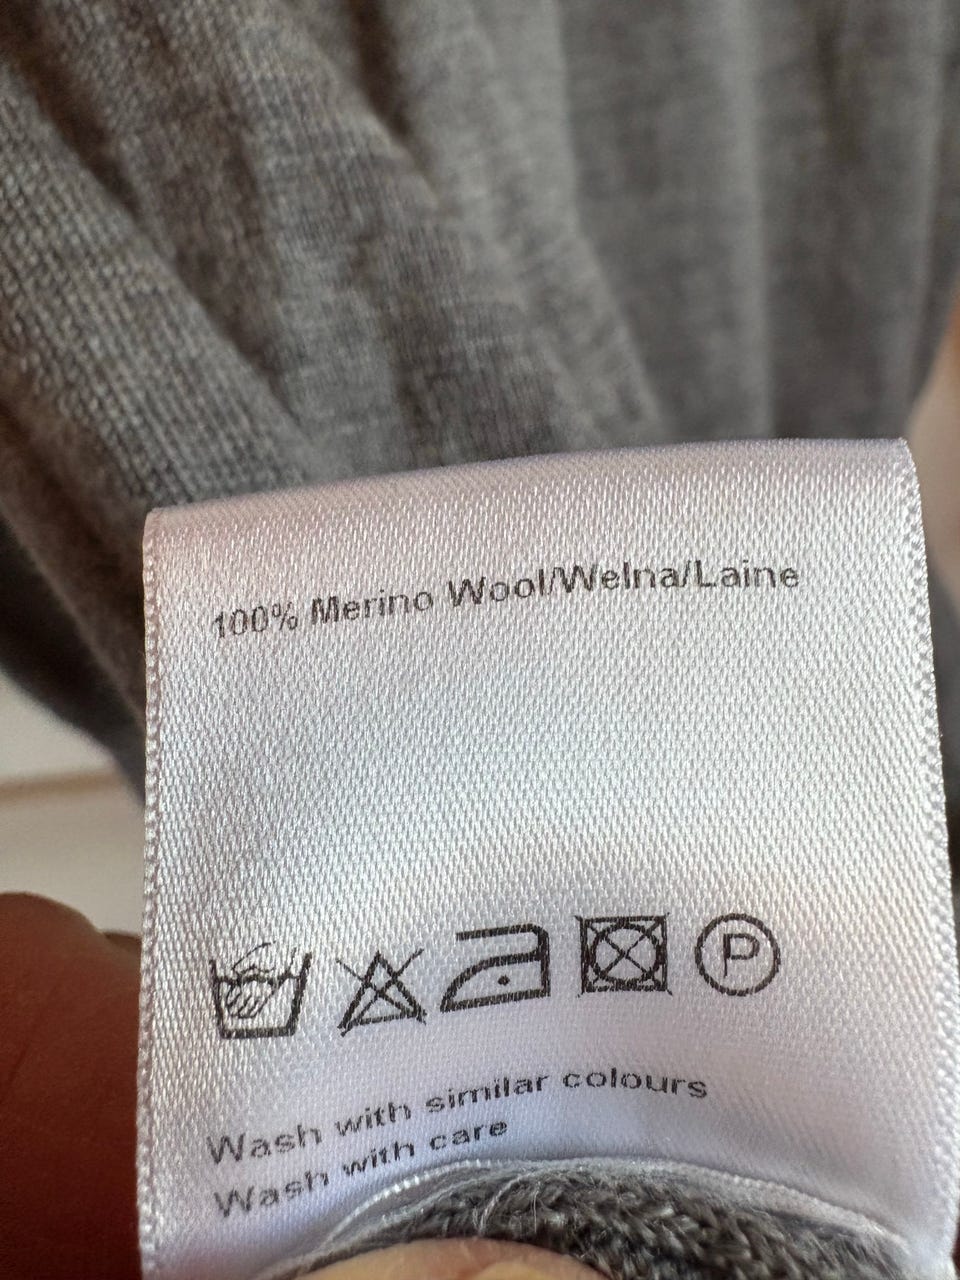 100% Merino Wool/Welna/Laine
P
Wash with similar colours
Wash with care